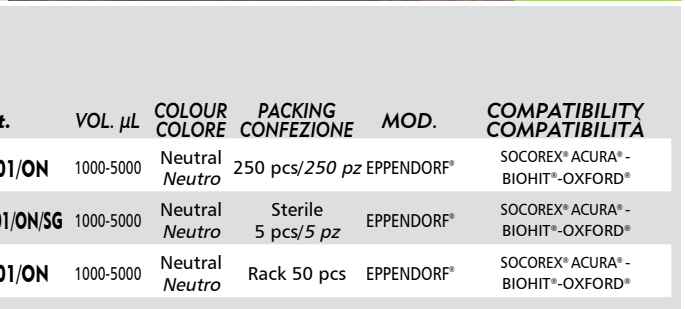 t. VOL. µL COLOUR PACKING MOD. COMPATIBILITY
COLORE CONFEZIONE COMPATIBILITÀ
01/ON 1000-5000 Neutral 250 pcs/250 pz EPPENDORF® SOCOREX® ACURA® -
Neutro BIOHIT®-OXFORD®
01/ON/SG 1000-5000 Neutral Sterile EPPENDORF® SOCOREX® ACURA® -
Neutro 5 pcs/5 pz BIOHIT®-OXFORD®
01/ON 1000-5000 Neutral Rack 50 pcs EPPENDORF® SOCOREX® ACURA® -
Neutro BIOHIT®-OXFORD®